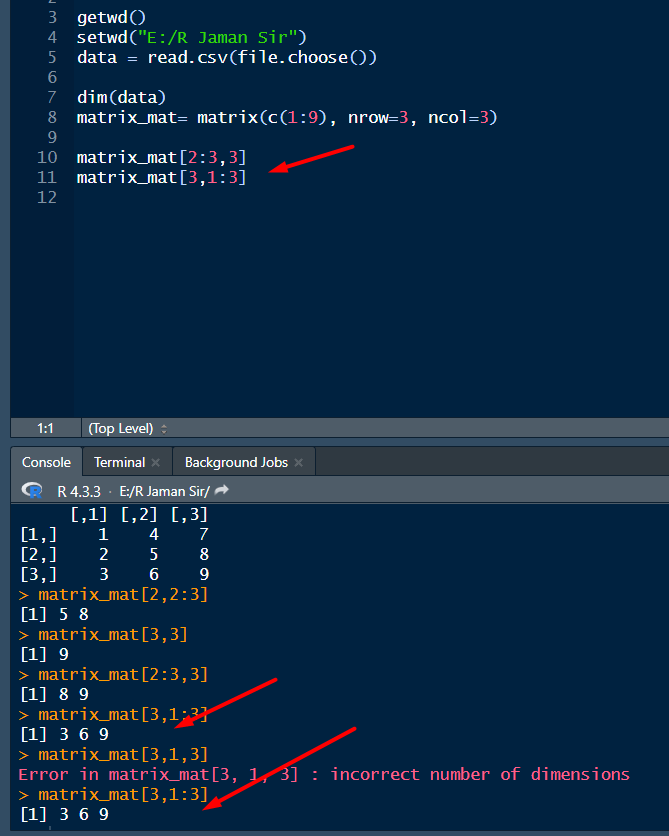 3 getwd()
4 setwd("E:/R Jaman Sir")
5 data = read.csv(file.choose())
6
7 dim(data)
8 matrix_mat= matrix(c(1:9), nrow=3, ncol=3)
9
10 matrix_mat[2:3,3]
11 matrix_mat[3,1:3]
12
1:1 (Top Level)
Console Terminal × Background Jobs ×
R R 4.3.3 · E:/R Jaman Sir/
[,1] [,2] [,3]
[1,] 1 4 7
[2,] 2 5 8
[3,] 3 6 9
> matrix_mat[2,2:3]
[1] 5 8
> matrix_mat[3,3]
[1] 9
> matrix_mat[2:3,3]
[1] 8 9
> matrix_mat[3,1:3]
[1] 3 6 9
> matrix_mat[3,1,3]
Error in matrix_mat[3, 1, 3] : incorrect number of dimensions
> matrix_mat[3,1:3]
[1] 3 6 9